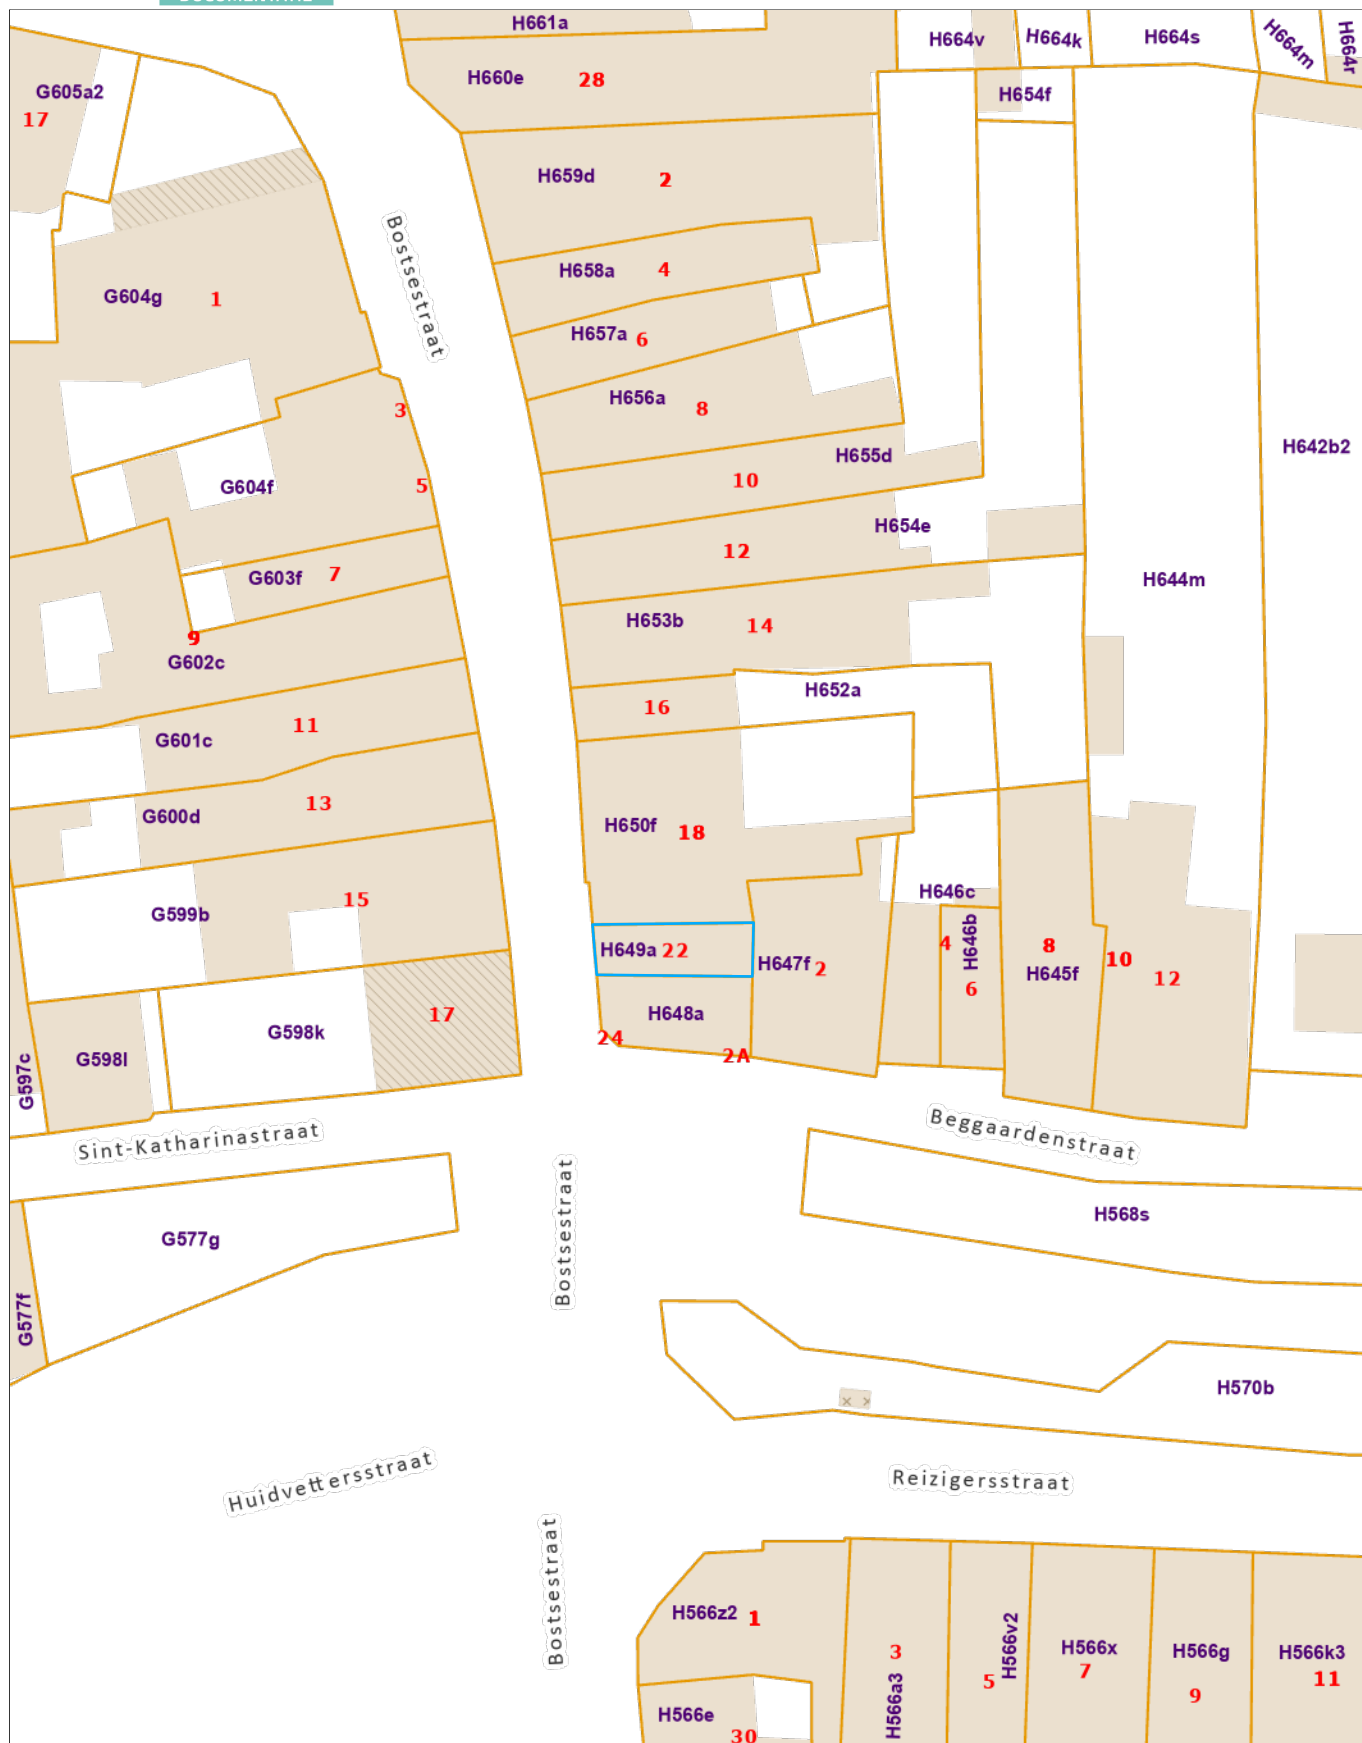 H661a
H664v
H664k
H664s
H664m
H664r
G605a2
17
H660e
28
H654f
H659d
2
Bostsestraat
H658a
4
G604g
1
H657a
6
H656a
8
3
H655d
10
H642b2
G604f
5
H654e
12
G603f
7
H644m
H653b
14
9
G602c
H652a
16
G601c
11
G600d
13
H650f
18
G599b
15
H646c
H649a
22
H647f
2
4
H646b
6
8
H645f
10
12
G598k
17
H648a
24
2A
G598l
G597c
Sint-Katharinastraat
Beggaardenstraat
Bostsestraat
G577g
H568s
G577f
H570b
Huidvettersstraat
Reizigersstraat
Bostsestraat
H566z2
1
3
H566a3
H566v2
5
H566x
7
H566g
9
H566k3
11
H566e
30